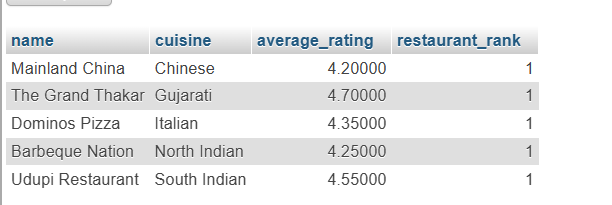 name cuisine average_rating restaurant_rank
Mainland China Chinese 4.20000 1
The Grand Thakar Gujarati 4.70000 1
Dominos Pizza Italian 4.35000 1
Barbeque Nation North Indian 4.25000 1
Udupi Restaurant South Indian 4.55000 1